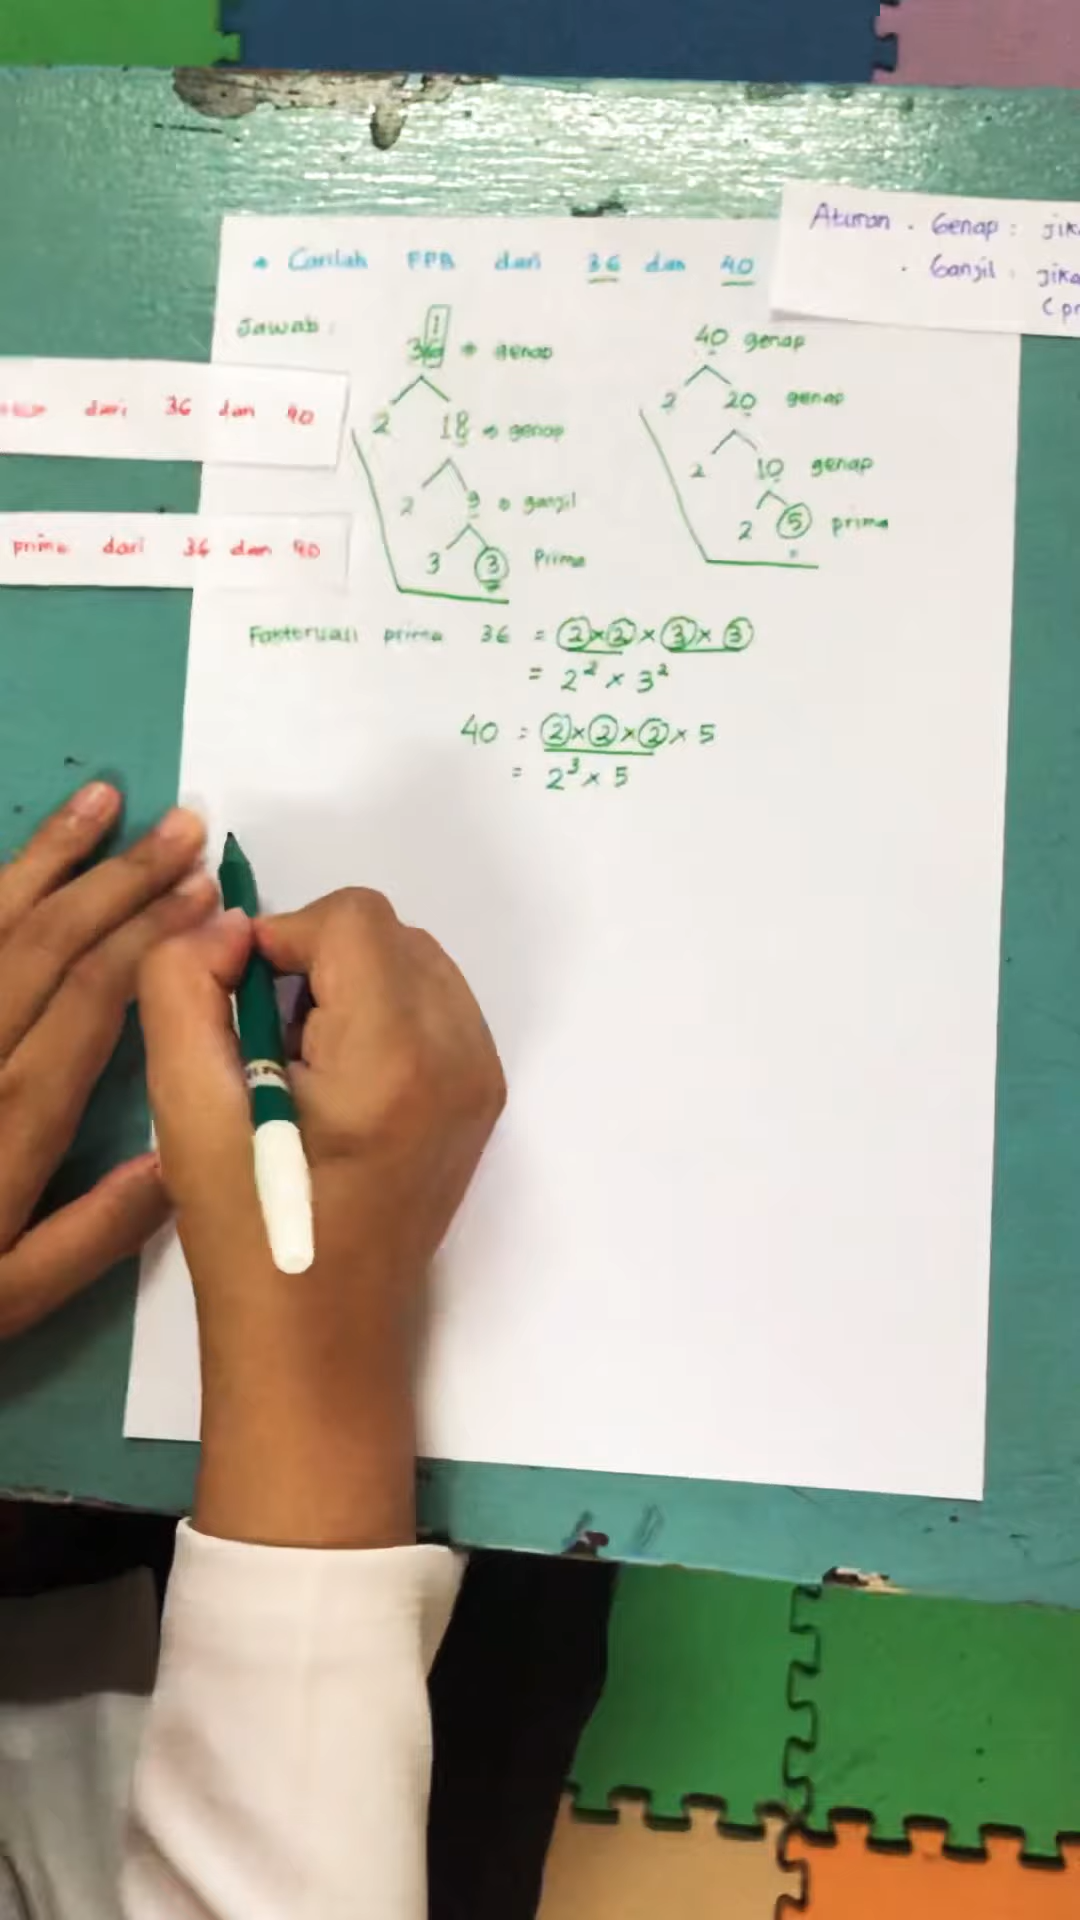 Carilah FPB dari 36 dan 40
Aturan . Genap : jika
. Ganjil : jika
(pr
Jawab :
36 → genap
2 18 → genap
2 9 → ganjil
3 3 Prima
40 genap
2 20 genap
2 10 genap
2 5 prima
dari 36 dan 40
prima dari 36 dan 40
Faktorisasi prima 36 = 2 × 2 × 3 × 3
= 2² × 3²
40 = 2 × 2 × 2 × 5
= 2³ × 5